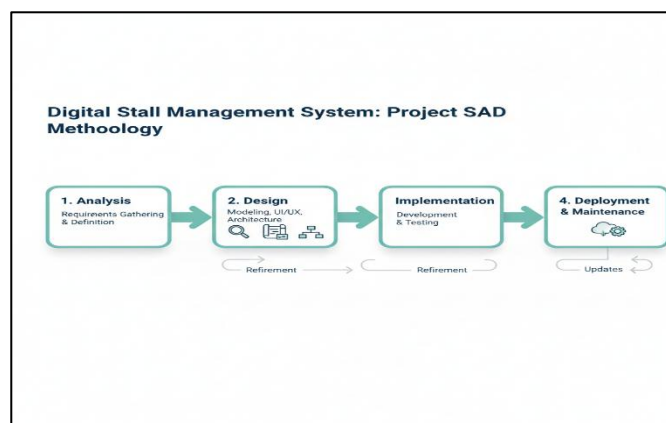 Digital Stall Management System: Project SAD
Methoology
1. Analysis
Requirnents Gathering
& Definition
2. Design
Modeling, UI/UX,
Architecture
Implementation
Development
& Testing
4. Deployment
& Maintenance
Refirement
Refirement
Updates